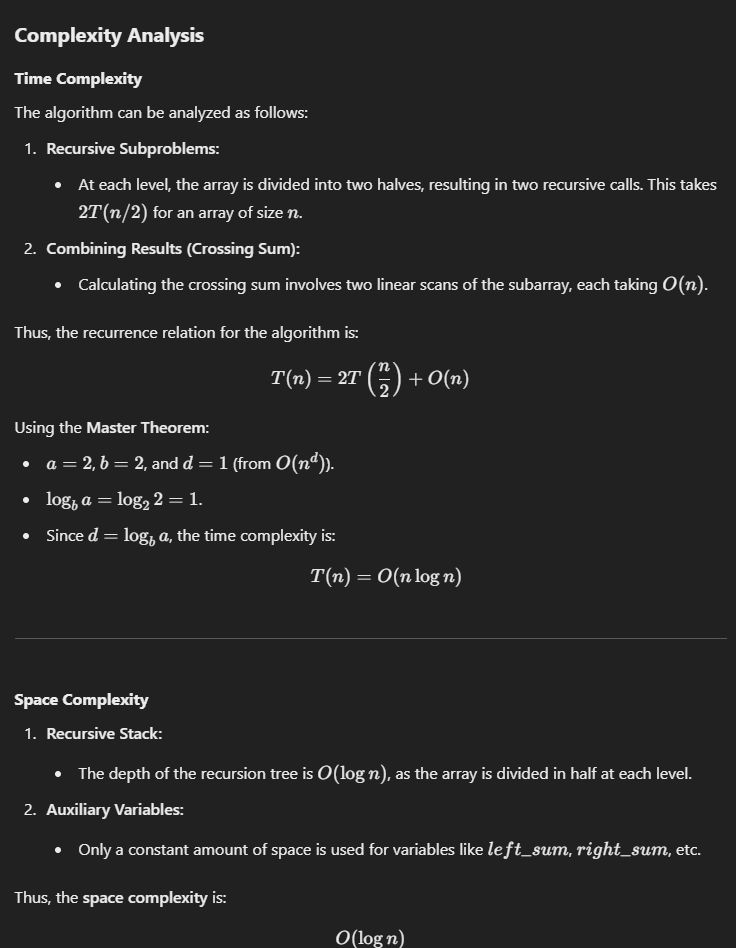 Complexity Analysis
Time Complexity
The algorithm can be analyzed as follows:
1. Recursive Subproblems:
• At each level, the array is divided into two halves, resulting in two recursive calls. This takes
2T(n/2) for an array of size n.
2. Combining Results (Crossing Sum):
• Calculating the crossing sum involves two linear scans of the subarray, each taking O(n).
Thus, the recurrence relation for the algorithm is:
T(n) = 2T(n/2) + O(n)
Using the Master Theorem:
• a = 2, b = 2, and d = 1 (from O(n^d)).
• log_b a = log_2 2 = 1.
• Since d = log_b a, the time complexity is:
T(n) = O(n log n)
Space Complexity
1. Recursive Stack:
• The depth of the recursion tree is O(log n), as the array is divided in half at each level.
2. Auxiliary Variables:
• Only a constant amount of space is used for variables like left_sum, right_sum, etc.
Thus, the space complexity is:
O(log n)